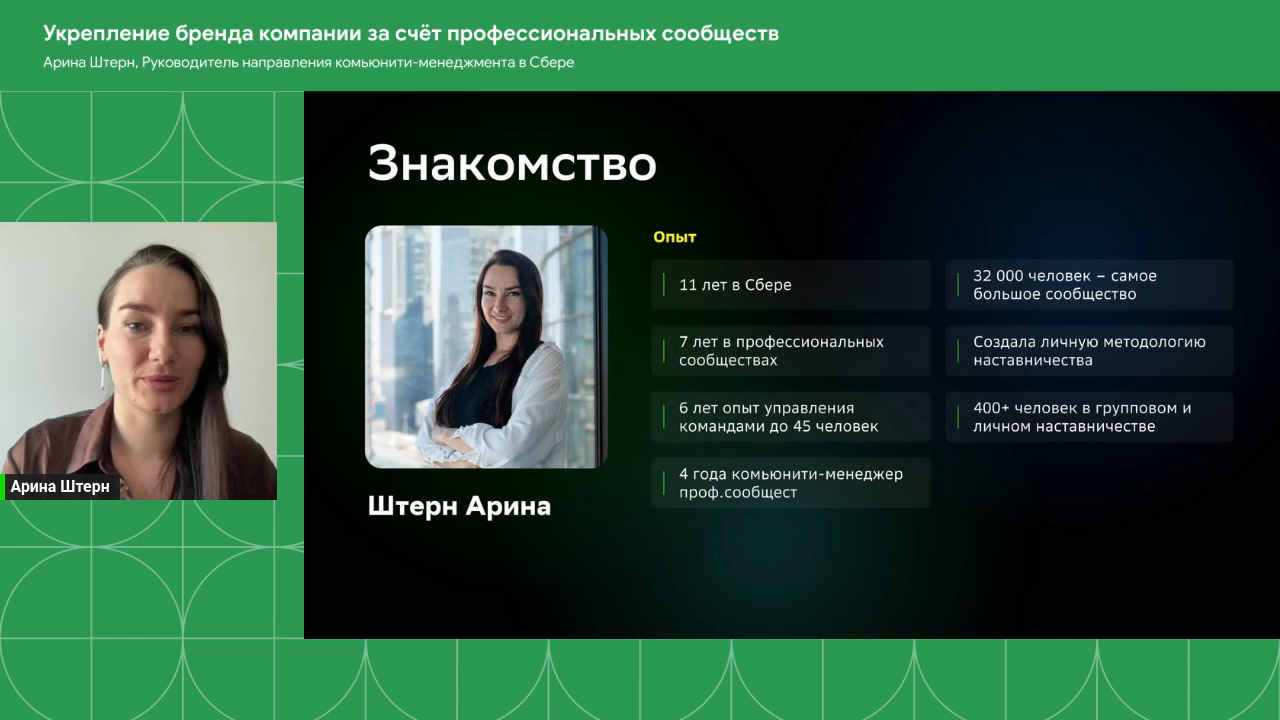 Укрепление бренда компании за счёт профессиональных сообществ
Арина Штерн, Руководитель направления комьюнити-менеджмента в Сбере
Знакомство
Опыт
11 лет в Сбере
7 лет в профессиональных
сообществах
6 лет опыт управления
командами до 45 человек
4 года комьюнити-менеджер
проф.сообщест
32 000 человек – самое
большое сообщество
Создала личную методологию
наставничества
400+ человек в групповом и
личном наставничестве
Штерн Арина
Арина Штерн